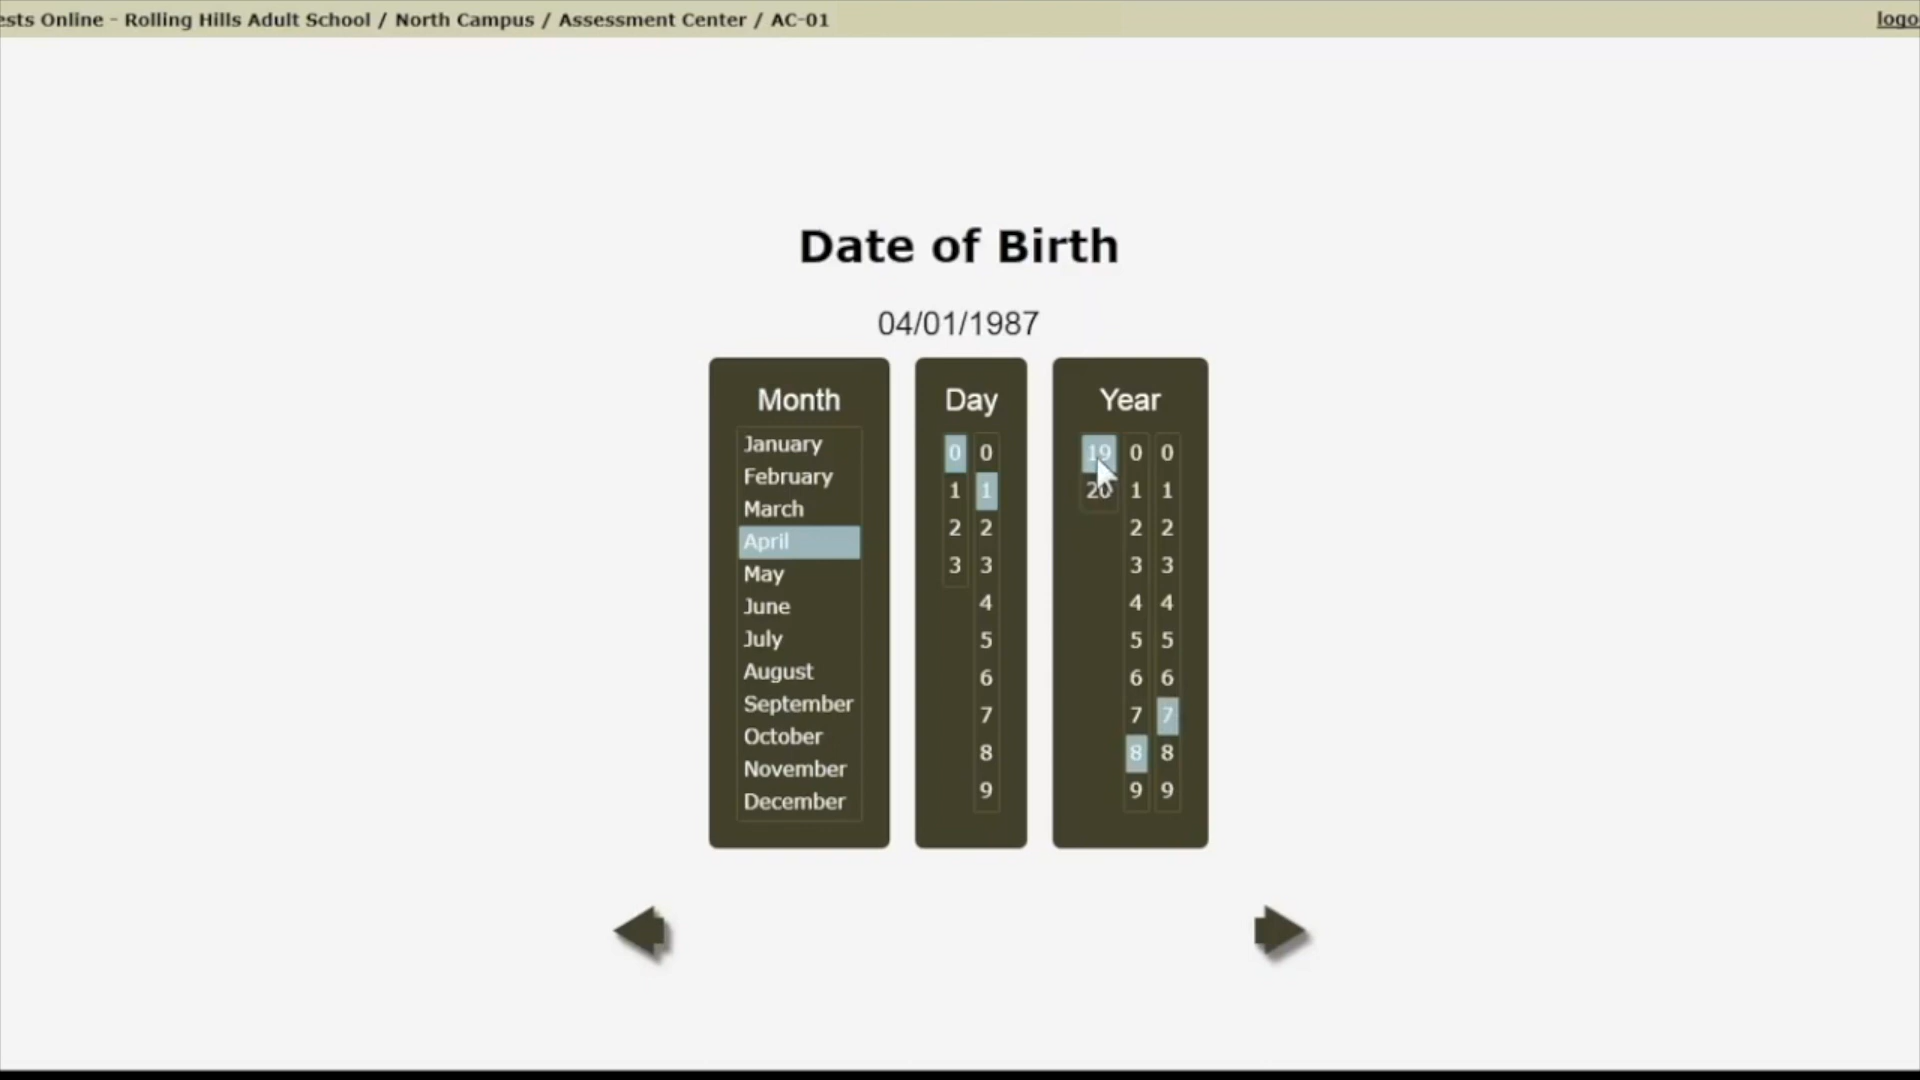 ests Online - Rolling Hills Adult School / North Campus / Assessment Center / AC-01
logo
Date of Birth
04/01/1987
Month
January
February
March
April
May
June
July
August
September
October
November
December
Day
0 0
1 1
2 2
3 3
4
5
6
7
8
9
Year
19 0 0
20 1 1
2 2
3 3
4 4
5 5
6 6
7 7
8 8
9 9